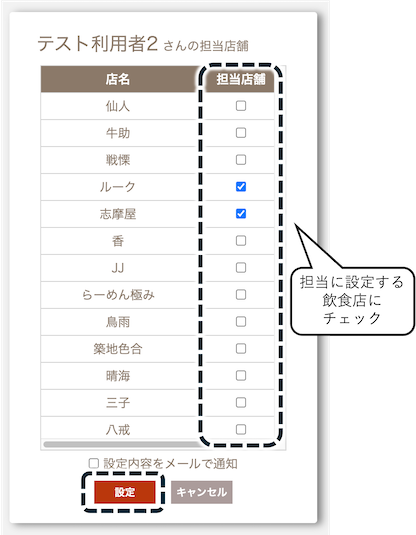 テスト利用者2 さんの担当店舗
店名 担当店舗
仙人
牛助
戦慄
ルーク
志摩屋
香
JJ
らーめん極み
鳥雨
築地色合
晴海
三子
八戒
担当に設定する
飲食店に
チェック
設定内容をメールで通知
設定 キャンセル